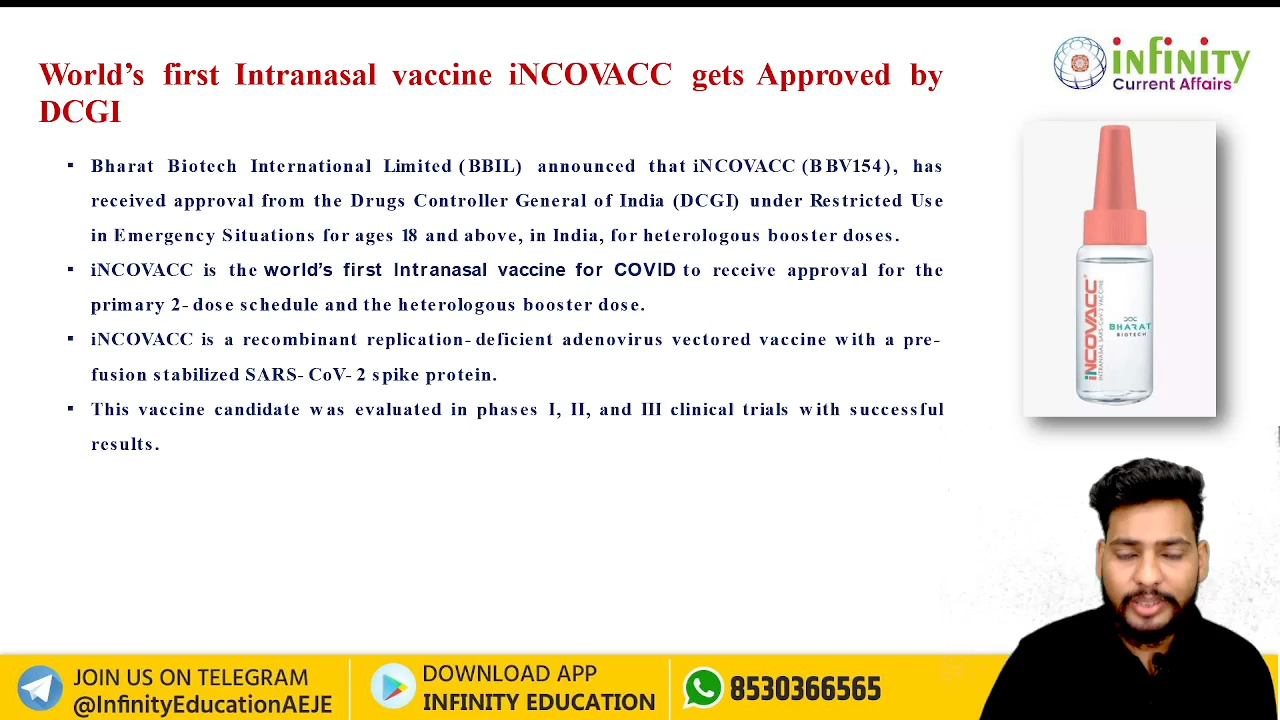 World's first Intranasal vaccine iNCOVACC gets Approved by
DCGI
infinity
Current Affairs
▪ Bharat Biotech International Limited (BBIL) announced that iNCOVACC (BBV154), has
received approval from the Drugs Controller General of India (DCGI) under Restricted Use
in Emergency Situations for ages 18 and above, in India, for heterologous booster doses.
▪ iNCOVACC is the world's first Intranasal vaccine for COVID to receive approval for the
primary 2-dose schedule and the heterologous booster dose.
▪ iNCOVACC is a recombinant replication-deficient adenovirus vectored vaccine with a pre-
fusion stabilized SARS-CoV-2 spike protein.
▪ This vaccine candidate was evaluated in phases I, II, and III clinical trials with successful
results.
iNCOVACC®
INTRANASAL SARS-CoV-2 VACCINE
BHARAT
BIOTECH
JOIN US ON TELEGRAM
@InfinityEducationAEJE
DOWNLOAD APP
INFINITY EDUCATION
8530366565